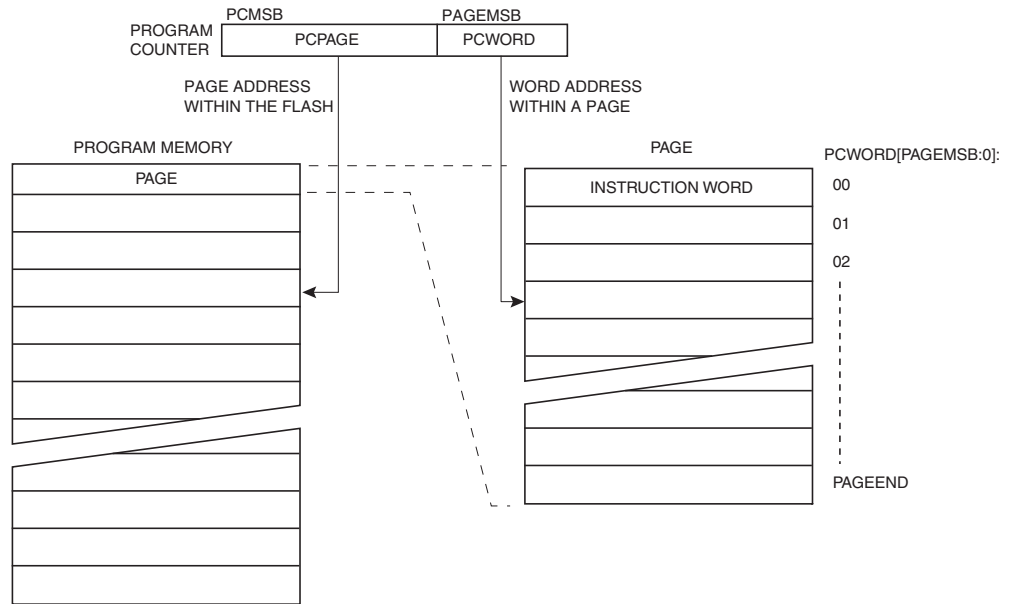 PCMSB
PAGEMSB
PROGRAM
COUNTER
PCPAGE
PCWORD
PAGE ADDRESS
WITHIN THE FLASH
WORD ADDRESS
WITHIN A PAGE
PROGRAM MEMORY
PAGE
PAGE
PCWORD[PAGEMSB:0]:
INSTRUCTION WORD
00
01
02
PAGEEND